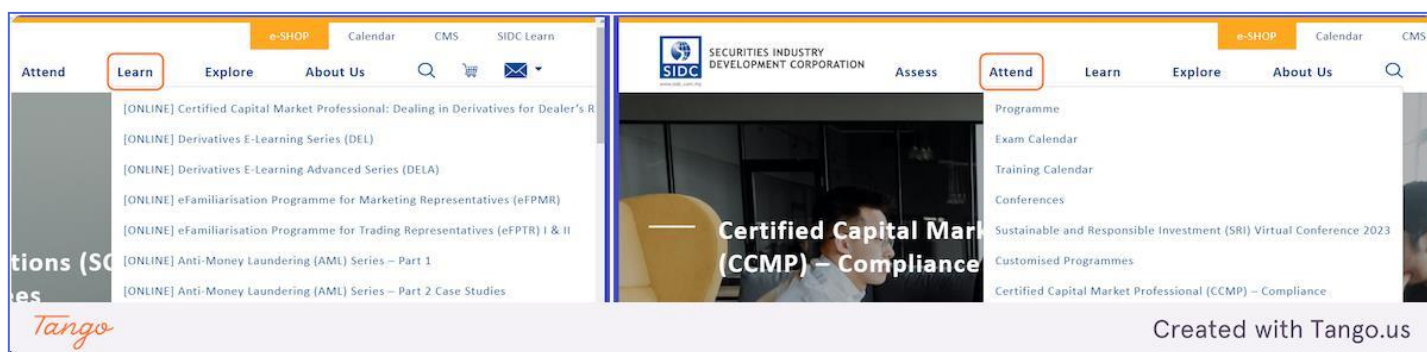 e-SHOP Calendar CMS SIDC Learn
Attend Learn Explore About Us
[ONLINE] Certified Capital Market Professional: Dealing in Derivatives for Dealer's R
[ONLINE] Derivatives E-Learning Series (DEL)
[ONLINE] Derivatives E-Learning Advanced Series (DELA)
[ONLINE] eFamiliarisation Programme for Marketing Representatives (eFPMR)
[ONLINE] eFamiliarisation Programme for Trading Representatives (eFPTR) I & II
[ONLINE] Anti-Money Laundering (AML) Series – Part 1
[ONLINE] Anti-Money Laundering (AML) Series – Part 2 Case Studies
tions (SC
es
e-SHOP Calendar CMS
SIDC
www.sidc.com.my
SECURITIES INDUSTRY
DEVELOPMENT CORPORATION
Assess Attend Learn Explore About Us
Programme
Exam Calendar
Training Calendar
Conferences
Sustainable and Responsible Investment (SRI) Virtual Conference 2023
Customised Programmes
Certified Capital Market Professional (CCMP) – Compliance
Certified Capital Mark
(CCMP) – Compliance
Tango
Created with Tango.us